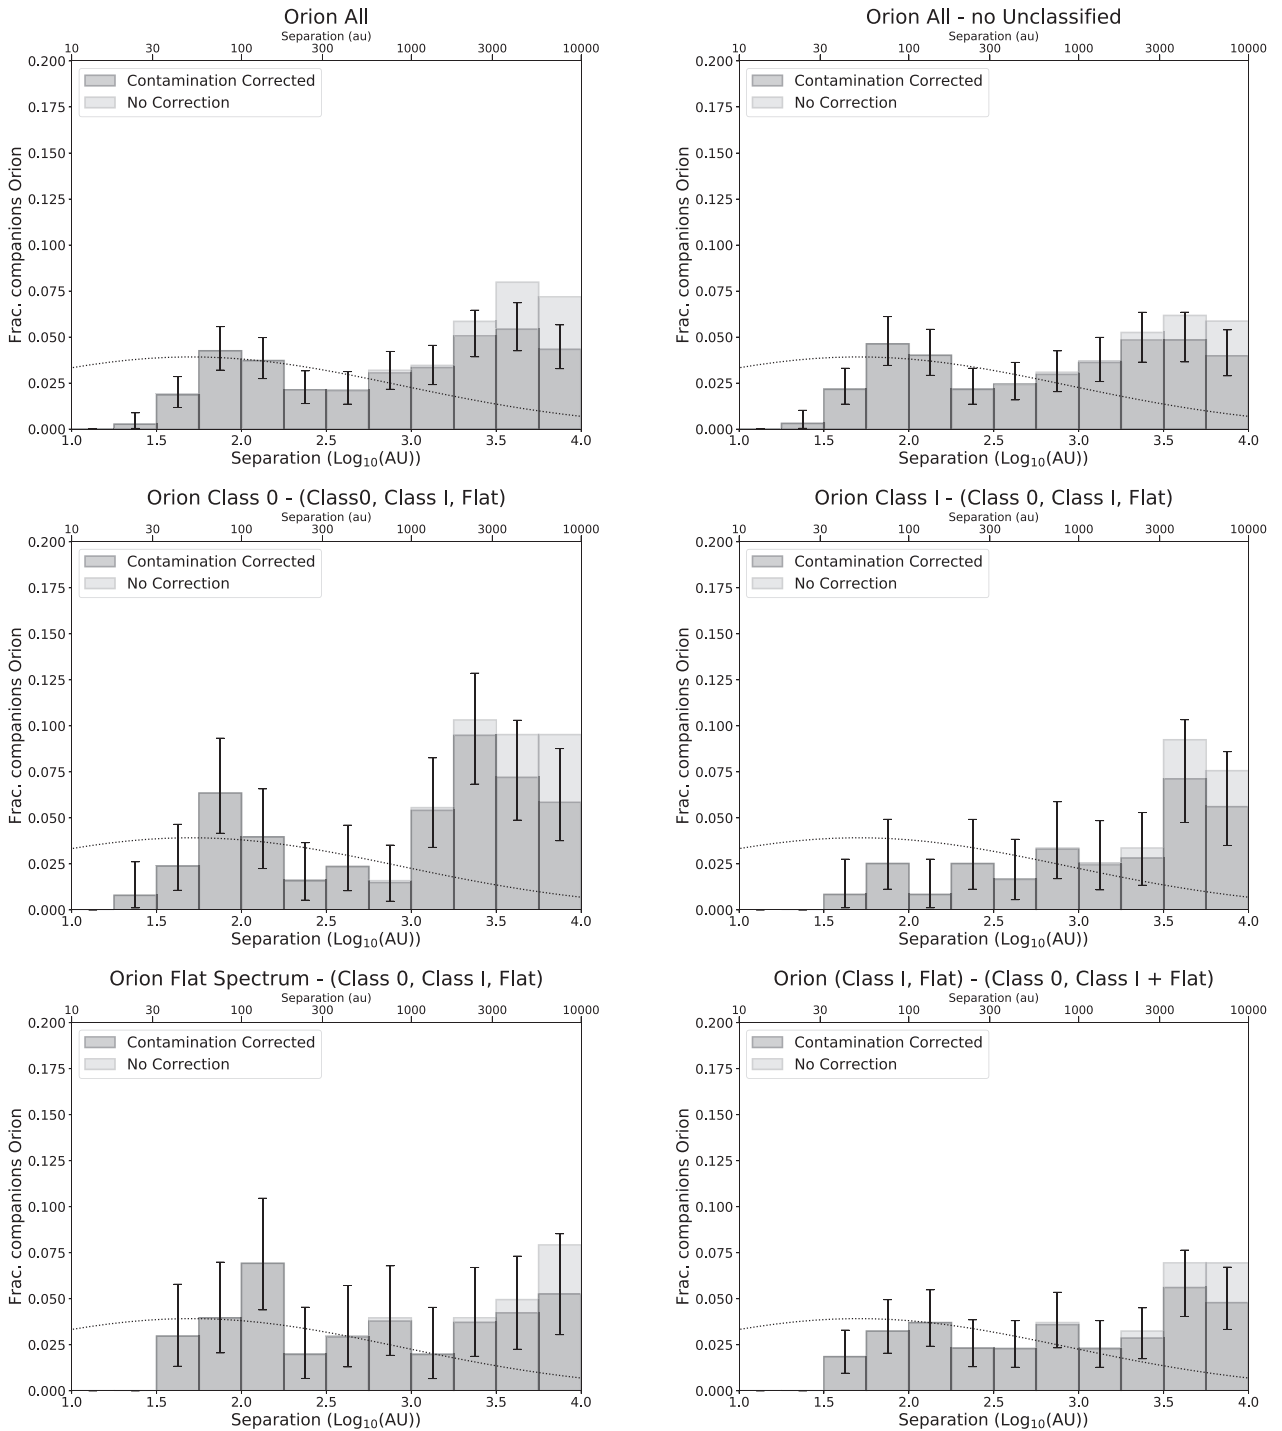 Orion All
Separation (au)
10 30 100 300 1000 3000 10000
Contamination Corrected
No Correction
Frac. companions Orion
0.200
0.175
0.150
0.125
0.100
0.075
0.050
0.025
0.000
1.0 1.5 2.0 2.5 3.0 3.5 4.0
Separation (Log₁₀(AU))
Orion All - no Unclassified
Separation (au)
10 30 100 300 1000 3000 10000
Contamination Corrected
No Correction
Frac. companions Orion
0.200
0.175
0.150
0.125
0.100
0.075
0.050
0.025
0.000
1.0 1.5 2.0 2.5 3.0 3.5 4.0
Separation (Log₁₀(AU))
Orion Class 0 - (Class0, Class I, Flat)
Separation (au)
10 30 100 300 1000 3000 10000
Contamination Corrected
No Correction
Frac. companions Orion
0.200
0.175
0.150
0.125
0.100
0.075
0.050
0.025
0.000
1.0 1.5 2.0 2.5 3.0 3.5 4.0
Separation (Log₁₀(AU))
Orion Class I - (Class 0, Class I, Flat)
Separation (au)
10 30 100 300 1000 3000 10000
Contamination Corrected
No Correction
Frac. companions Orion
0.200
0.175
0.150
0.125
0.100
0.075
0.050
0.025
0.000
1.0 1.5 2.0 2.5 3.0 3.5 4.0
Separation (Log₁₀(AU))
Orion Flat Spectrum - (Class 0, Class I, Flat)
Separation (au)
10 30 100 300 1000 3000 10000
Contamination Corrected
No Correction
Frac. companions Orion
0.200
0.175
0.150
0.125
0.100
0.075
0.050
0.025
0.000
1.0 1.5 2.0 2.5 3.0 3.5 4.0
Separation (Log₁₀(AU))
Orion (Class I, Flat) - (Class 0, Class I + Flat)
Separation (au)
10 30 100 300 1000 3000 10000
Contamination Corrected
No Correction
Frac. companions Orion
0.200
0.175
0.150
0.125
0.100
0.075
0.050
0.025
0.000
1.0 1.5 2.0 2.5 3.0 3.5 4.0
Separation (Log₁₀(AU))